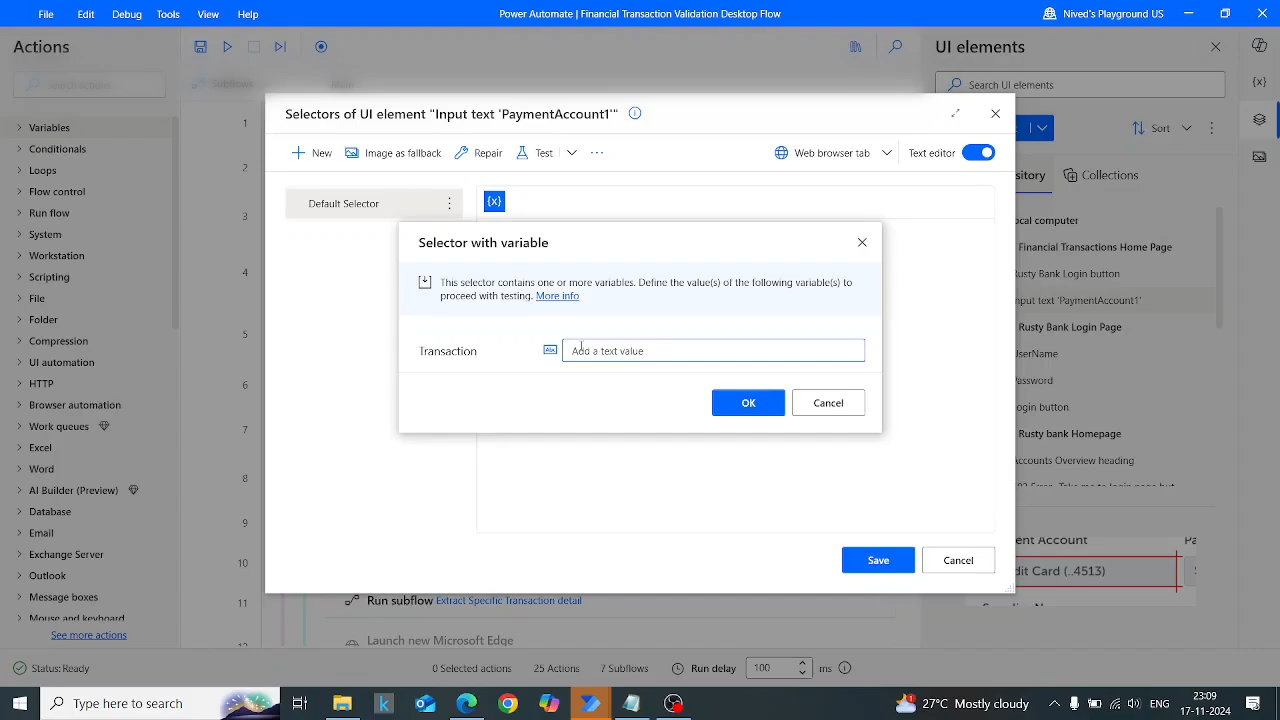 File Edit Debug Tools View Help Power Automate | Financial Transaction Validation Desktop Flow Nived's Playground US
Actions
Search actions
Variables
Conditionals
Loops
Flow control
Run flow
System
Workstation
Scripting
File
Folder
Compression
UI automation
HTTP
Browser automation
Work queues
Excel
Word
AI Builder (Preview)
Database
Email
Exchange Server
Outlook
Message boxes
Mouse and keyboard
See more actions
Subflows Main
1
2
3
4
5
6
7
8
9
10
11
12
Selectors of UI element "Input text 'PaymentAccount1'"
New Image as fallback Repair Test Web browser tab Text editor
Default Selector
{x}
Selector with variable
This selector contains one or more variables. Define the value(s) of the following variable(s) to
proceed with testing. More info
Transaction Abc Add a text value
OK Cancel
Save Cancel
Run subflow Extract Specific Transaction detail
Launch new Microsoft Edge
UI elements
Search UI elements
Sort
Collections
Financial Transactions Home Page
Rusty Bank Login button
Rusty Bank Login Page
Rusty bank Homepage
Accounts Overview heading
{x}
Status: Ready 0 Selected actions 25 Actions 7 Subflows Run delay 100 ms
Type here to search
27°C Mostly cloudy ENG 23:09
17-11-2024